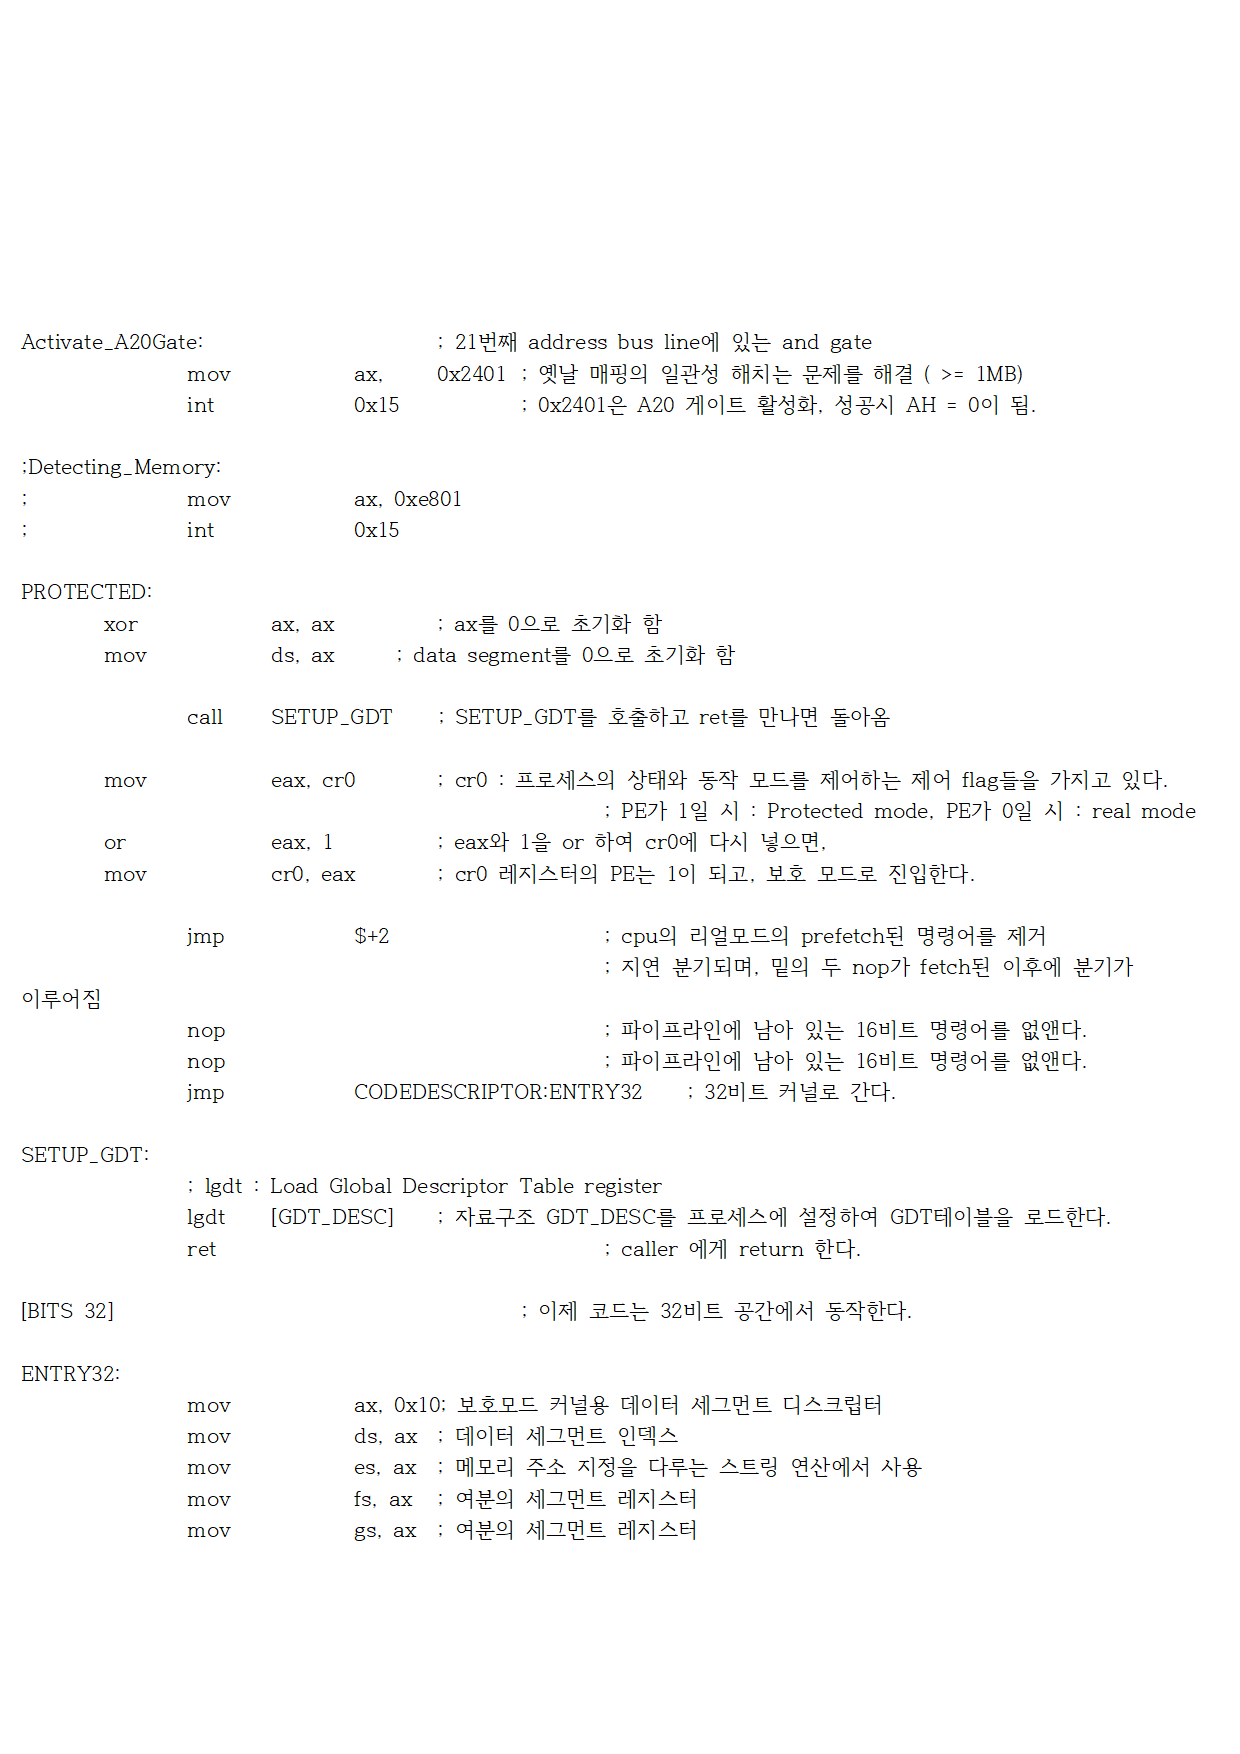 Activate_A20Gate: ; 21번째 address bus line에 있는 and gate
mov ax, 0x2401 ; 옛날 매핑의 일관성 해치는 문제를 해결 ( >= 1MB)
int 0x15 ; 0x2401은 A20 게이트 활성화, 성공시 AH = 0이 됨.
;Detecting_Memory:
; mov ax, 0xe801
; int 0x15
PROTECTED:
xor ax, ax ; ax를 0으로 초기화 함
mov ds, ax ; data segment를 0으로 초기화 함
call SETUP_GDT ; SETUP_GDT를 호출하고 ret를 만나면 돌아옴
mov eax, cr0 ; cr0 : 프로세스의 상태와 동작 모드를 제어하는 제어 flag들을 가지고 있다.
; PE가 1일 시 : Protected mode, PE가 0일 시 : real mode
or eax, 1 ; eax와 1을 or 하여 cr0에 다시 넣으면,
mov cr0, eax ; cr0 레지스터의 PE는 1이 되고, 보호 모드로 진입한다.
jmp $+2 ; cpu의 리얼모드의 prefetch된 명령어를 제거
; 지연 분기되며, 밑의 두 nop가 fetch된 이후에 분기가
이루어짐
nop ; 파이프라인에 남아 있는 16비트 명령어를 없앤다.
nop ; 파이프라인에 남아 있는 16비트 명령어를 없앤다.
jmp CODEDESCRIPTOR:ENTRY32 ; 32비트 커널로 간다.
SETUP_GDT:
; lgdt : Load Global Descriptor Table register
lgdt [GDT_DESC] ; 자료구조 GDT_DESC를 프로세스에 설정하여 GDT테이블을 로드한다.
ret ; caller 에게 return 한다.
[BITS 32] ; 이제 코드는 32비트 공간에서 동작한다.
ENTRY32:
mov ax, 0x10; 보호모드 커널용 데이터 세그먼트 디스크립터
mov ds, ax ; 데이터 세그먼트 인덱스
mov es, ax ; 메모리 주소 지정을 다루는 스트링 연산에서 사용
mov fs, ax ; 여분의 세그먼트 레지스터
mov gs, ax ; 여분의 세그먼트 레지스터